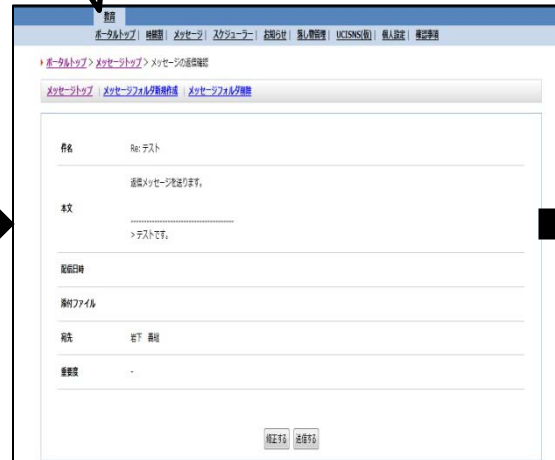 教育
ポータルトップ | 時間割 | メッセージ | スケジューラー | お知らせ | 落し物管理 | UCISNS(仮) | 個人設定 | 確認事項
ポータルトップ > メッセージトップ > メッセージの返信確認
メッセージトップ | メッセージフォルダ新規作成 | メッセージフォルダ削除
件名 Re: テスト
返信メッセージを送ります。
本文
----------------------------------------
> テストです。
配信日時
添付ファイル
宛先 岩下
重要度 -
修正する 送信する